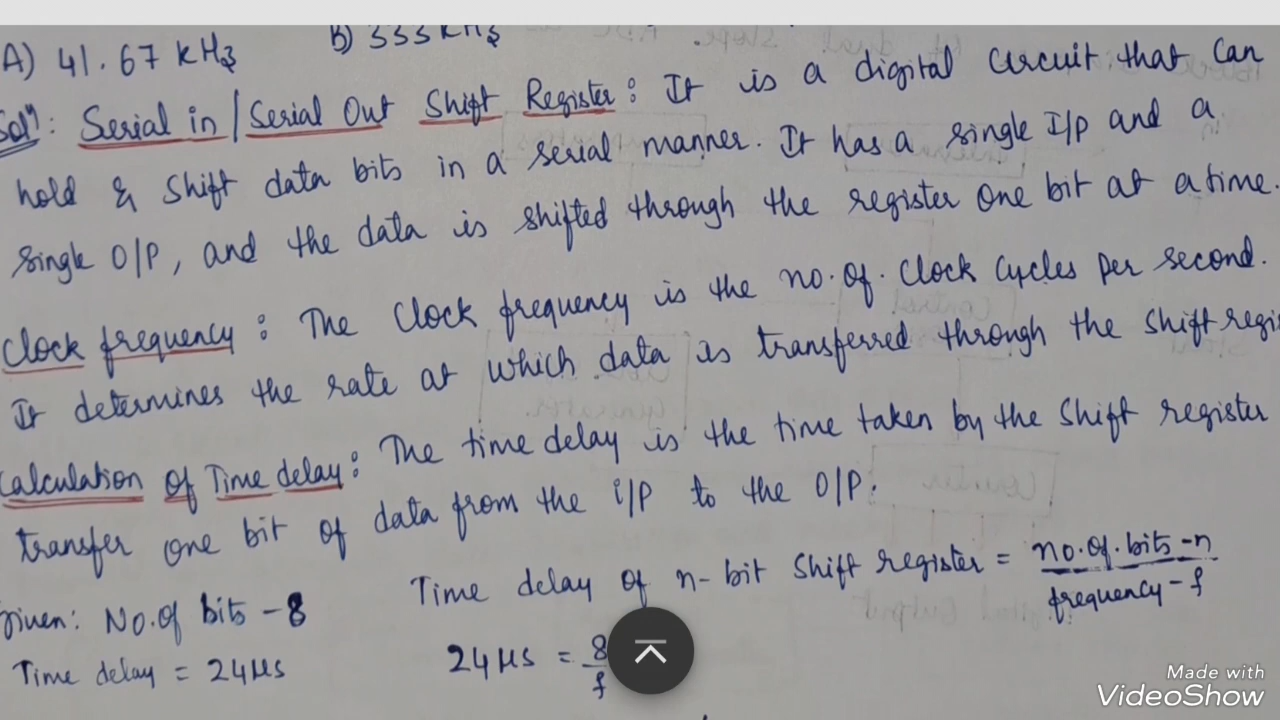 A) 41.67 KHz B) 333 KHz
Sol": Serial in / Serial Out Shift Register: It is a digital circuit that can
hold & Shift data bits in a serial manner. It has a single I/p and a
single O/P, and the data is shifted through the register one bit at a time.
Clock frequency: The Clock frequency is the no.of. Clock Cycles Per second.
It determines the rate at which data is transferred through the shift regi
Calculation of Time delay: The time delay is the time taken by the Shift register
transfer one bit of data from the i/P to the O/P.
Time delay of n-bit Shift register = no.of.bits-n
frequency-f
Given: No.of bits - 8
Time delay = 24μs
24μs = 8
f
Made with
VideoShow